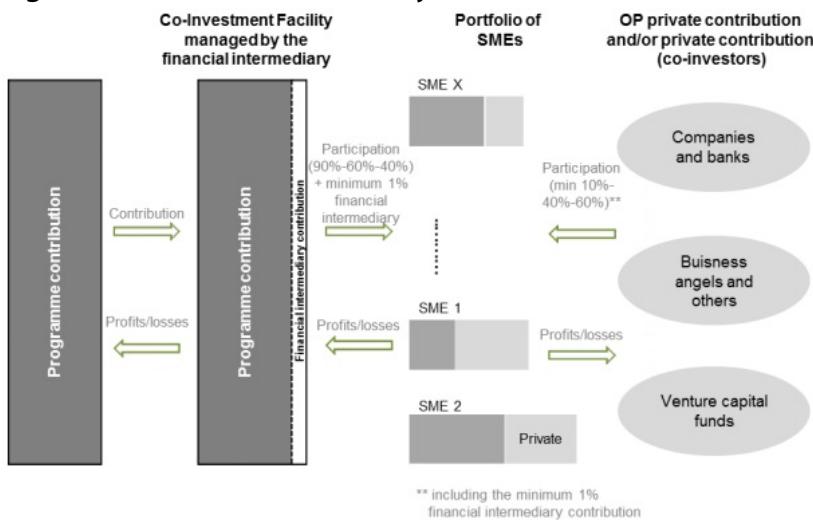 Co-Investment Facility
managed by the
financial intermediary
Portfolio of
SMEs
OP private contribution
and/or private contribution
(co-investors)
Programme contribution
Contribution
Profits/losses
Programme contribution
Financial intermediary contribution
Participation
(90%-60%-40%)
+ minimum 1%
financial
intermediary
Profits/losses
SME X
SME 1
SME 2
Private
Participation
(min 10%-
40%-60%)**
Profits/losses
Companies
and banks
Buisness
angels and
others
Venture capital
funds
** including the minimum 1%
financial intermediary contribution